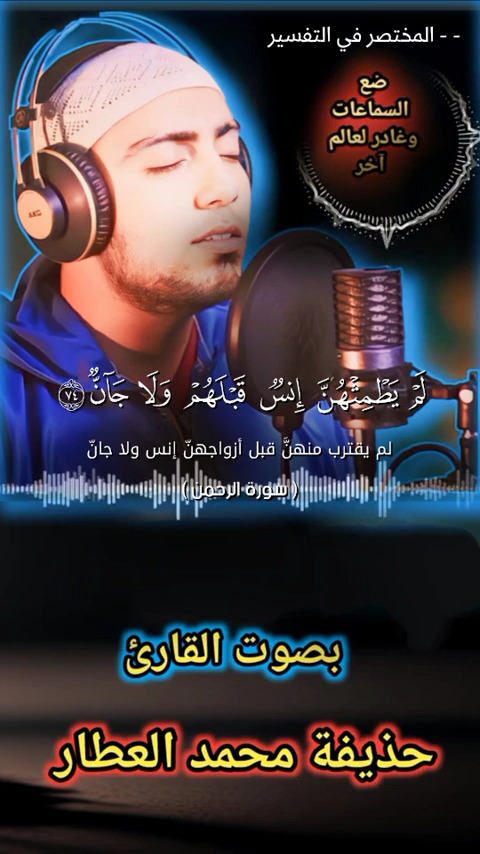 - - المختصر في التفسير
ضع
السماعات
وغادر لعالم
آخر
AKG
لَمْ يَطْمِثْهُنَّ إِنسٌ قَبْلَهُمْ وَلَا جَآنٌّ ٧٤
لم يقترب منهنَّ قبل أزواجهنّ إنس ولا جانّ
( سورة الرحمن )
بصوت القارئ
حذيفة محمد العطار